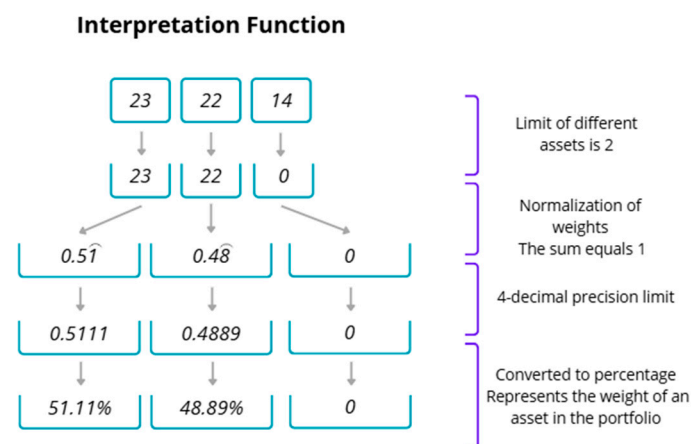 Interpretation Function
23 22 14
Limit of different
assets is 2
23 22 0
Normalization of
weights
The sum equals 1
0.51̑ 0.48̑ 0
4-decimal precision limit
0.5111 0.4889 0
Converted to percentage
Represents the weight of an
asset in the portfolio
51.11% 48.89% 0